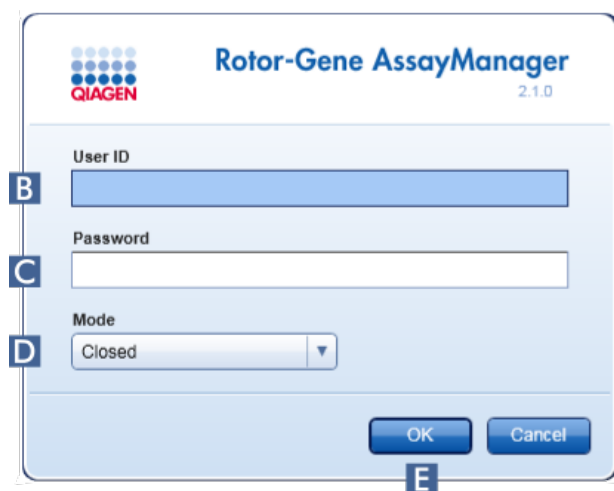 QIAGEN
Rotor-Gene AssayManager
2.1.0
User ID
B
Password
C
Mode
D Closed
OK Cancel
E